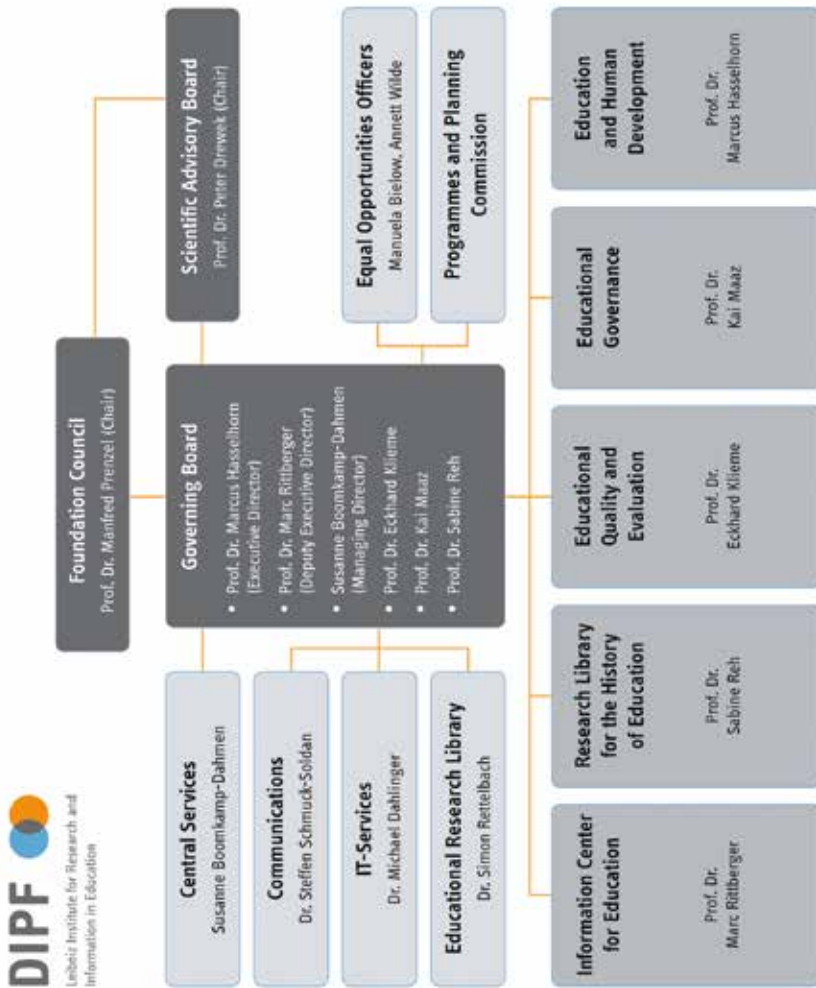 DIPF
Leibniz Institute for Research and
Information in Education
Foundation Council
Prof. Dr. Manfred Prenzel (Chair)
Scientific Advisory Board
Prof. Dr. Peter Drewek (Chair)
Governing Board
• Prof. Dr. Marcus Hasselhorn
(Executive Director)
• Prof. Dr. Marc Rittberger
(Deputy Executive Director)
• Susanne Boomkamp-Dahmen
(Managing Director)
• Prof. Dr. Eckhard Klieme
• Prof. Dr. Kai Maaz
• Prof. Dr. Sabine Reh
Central Services
Susanne Boomkamp-Dahmen
Communications
Dr. Steffen Schmuck-Soldan
IT-Services
Dr. Michael Dahlinger
Educational Research Library
Dr. Simon Rettelbach
Equal Opportunities Officers
Manuela Bielow, Annett Wilde
Programmes and Planning
Commission
Information Center
for Education
Prof. Dr.
Marc Rittberger
Research Library
for the History
of Education
Prof. Dr.
Sabine Reh
Educational
Quality and
Evaluation
Prof. Dr.
Eckhard Klieme
Educational
Governance
Prof. Dr.
Kai Maaz
Education
and Human
Development
Prof. Dr.
Marcus Hasselhorn